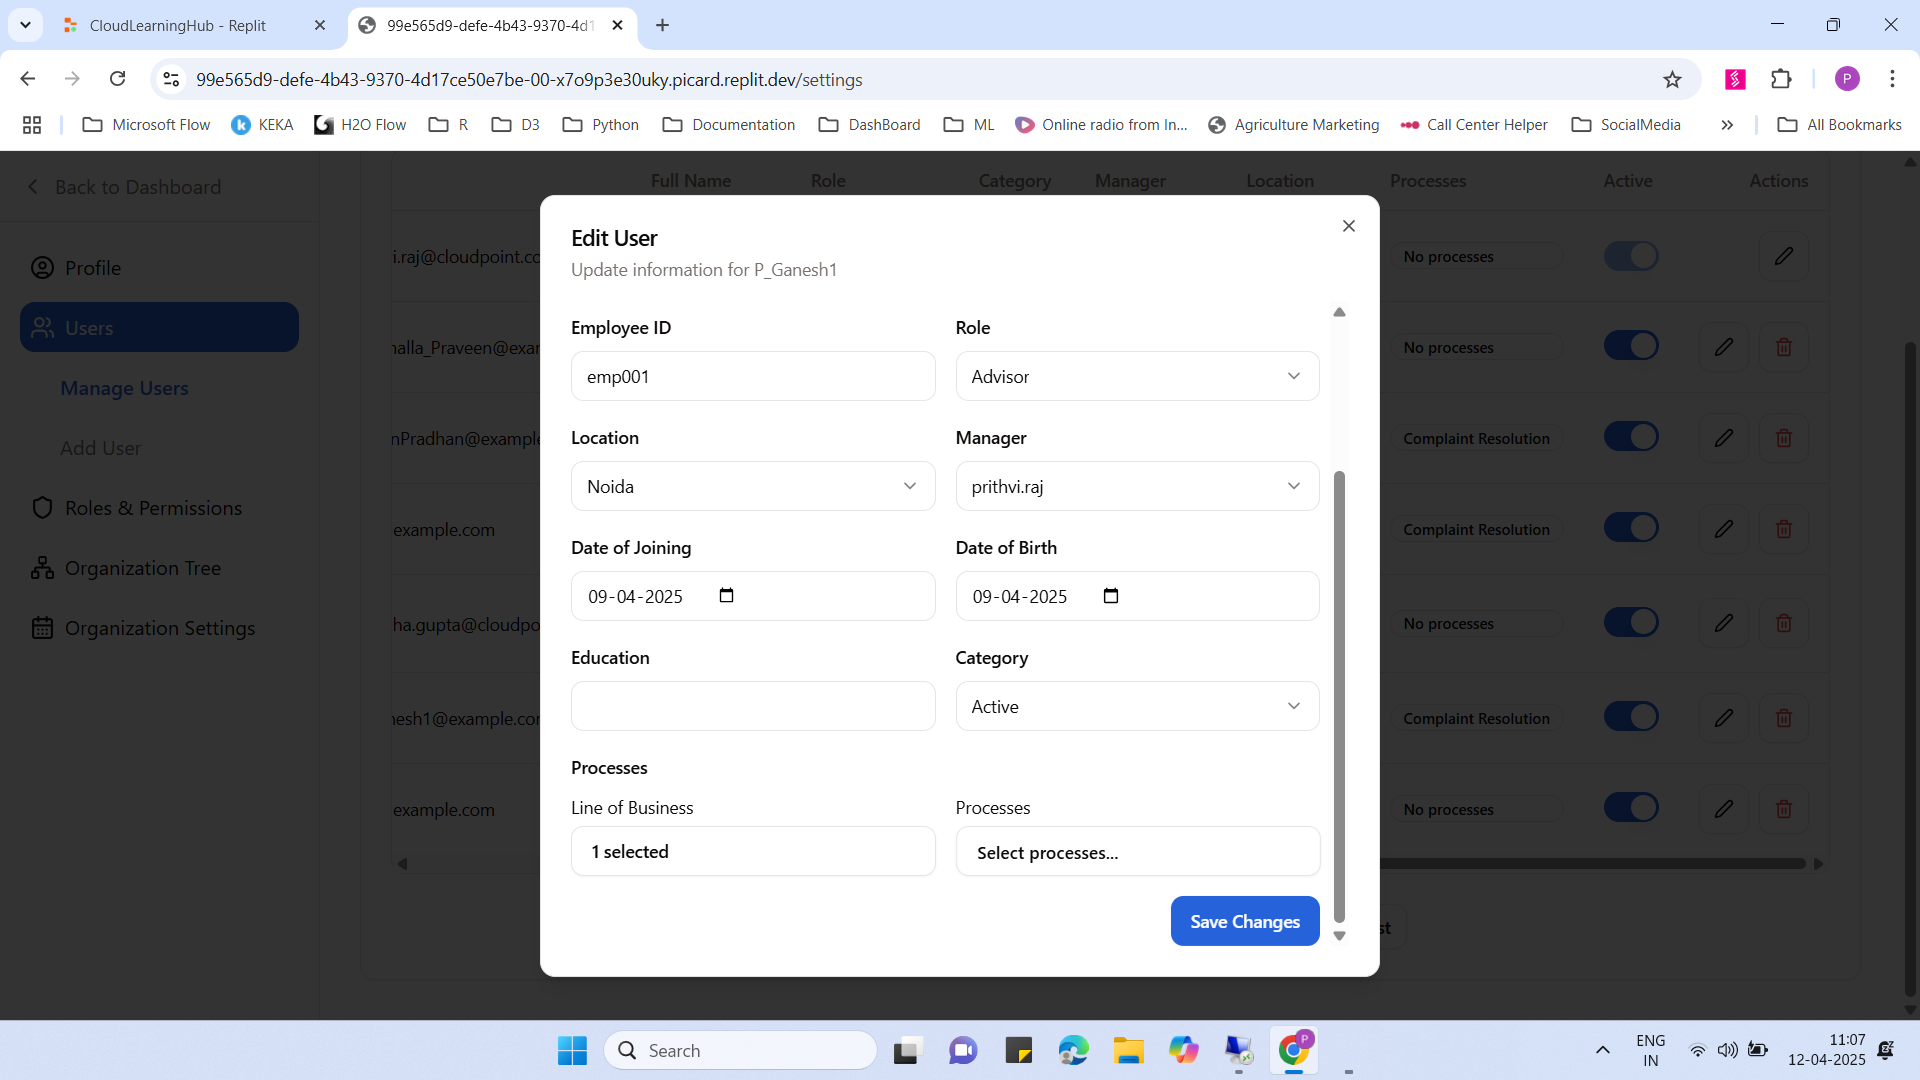 CloudLearningHub - Replit
99e565d9-defe-4b43-9370-4d1
99e565d9-defe-4b43-9370-4d17ce50e7be-00-x7o9p3e30uky.picard.replit.dev/settings
P
Microsoft Flow
KEKA
H2O Flow
R
D3
Python
Documentation
DashBoard
ML
Online radio from In...
Agriculture Marketing
Call Center Helper
SocialMedia
All Bookmarks
Back to Dashboard
Profile
Users
Manage Users
Add User
Roles & Permissions
Organization Tree
Organization Settings
Full Name Role Category Manager Location Processes Active Actions
i.raj@cloudpoint.co No processes
nalla_Praveen@exar No processes
nPradhan@example Complaint Resolution
example.com Complaint Resolution
ha.gupta@cloudpo No processes
nesh1@example.cor Complaint Resolution
example.com No processes
st
Edit User
Update information for P_Ganesh1
Employee ID Role
emp001 Advisor
Location Manager
Noida prithvi.raj
Date of Joining Date of Birth
09-04-2025 09-04-2025
Education Category
Active
Processes
Line of Business Processes
1 selected Select processes...
Save Changes
Search
P
ENG
IN
11:07
12-04-2025